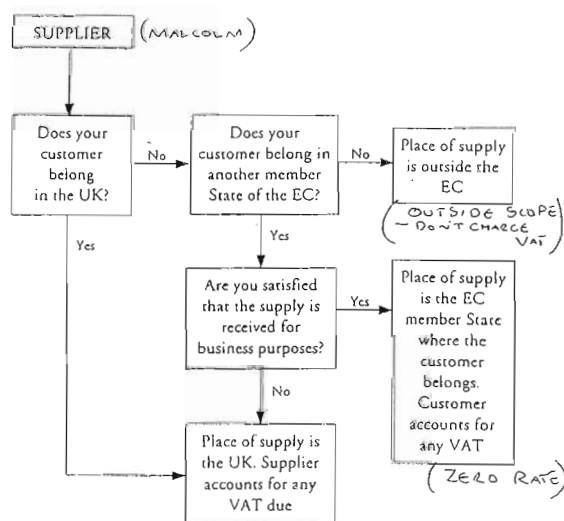 SUPPLIER
(MALCOLM)
Does your
customer
belong
in the UK?
No
Does your
customer belong in
another member
State of the EC?
No
Place of supply
is outside the
EC
(OUTSIDE SCOPE
– DON'T CHARGE
VAT)
Yes
Yes
Are you satisfied
that the supply is
received for
business purposes?
Yes
Place of supply
is the EC
member State
where the
customer
belongs.
Customer
accounts for
any VAT
(ZERO RATE)
No
Place of supply is
the UK. Supplier
accounts for any
VAT due